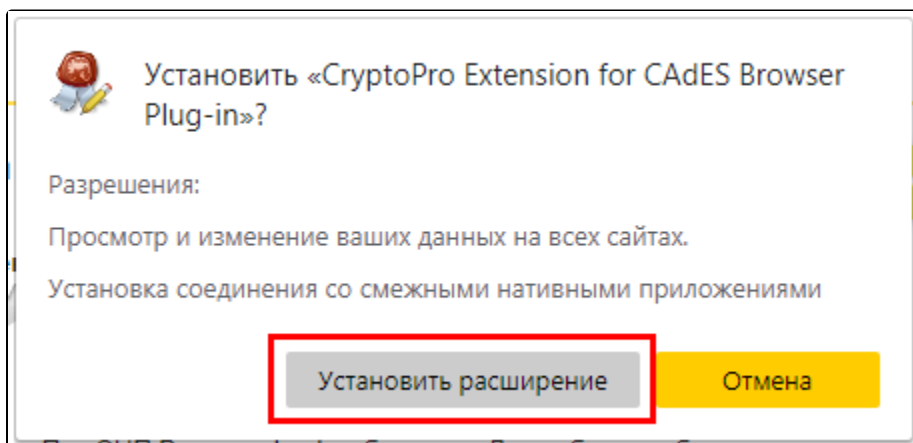 Установить «CryptoPro Extension for CAdES Browser
Plug-in»?
Разрешения:
Просмотр и изменение ваших данных на всех сайтах.
Установка соединения со смежными нативными приложениями
Установить расширение
Отмена